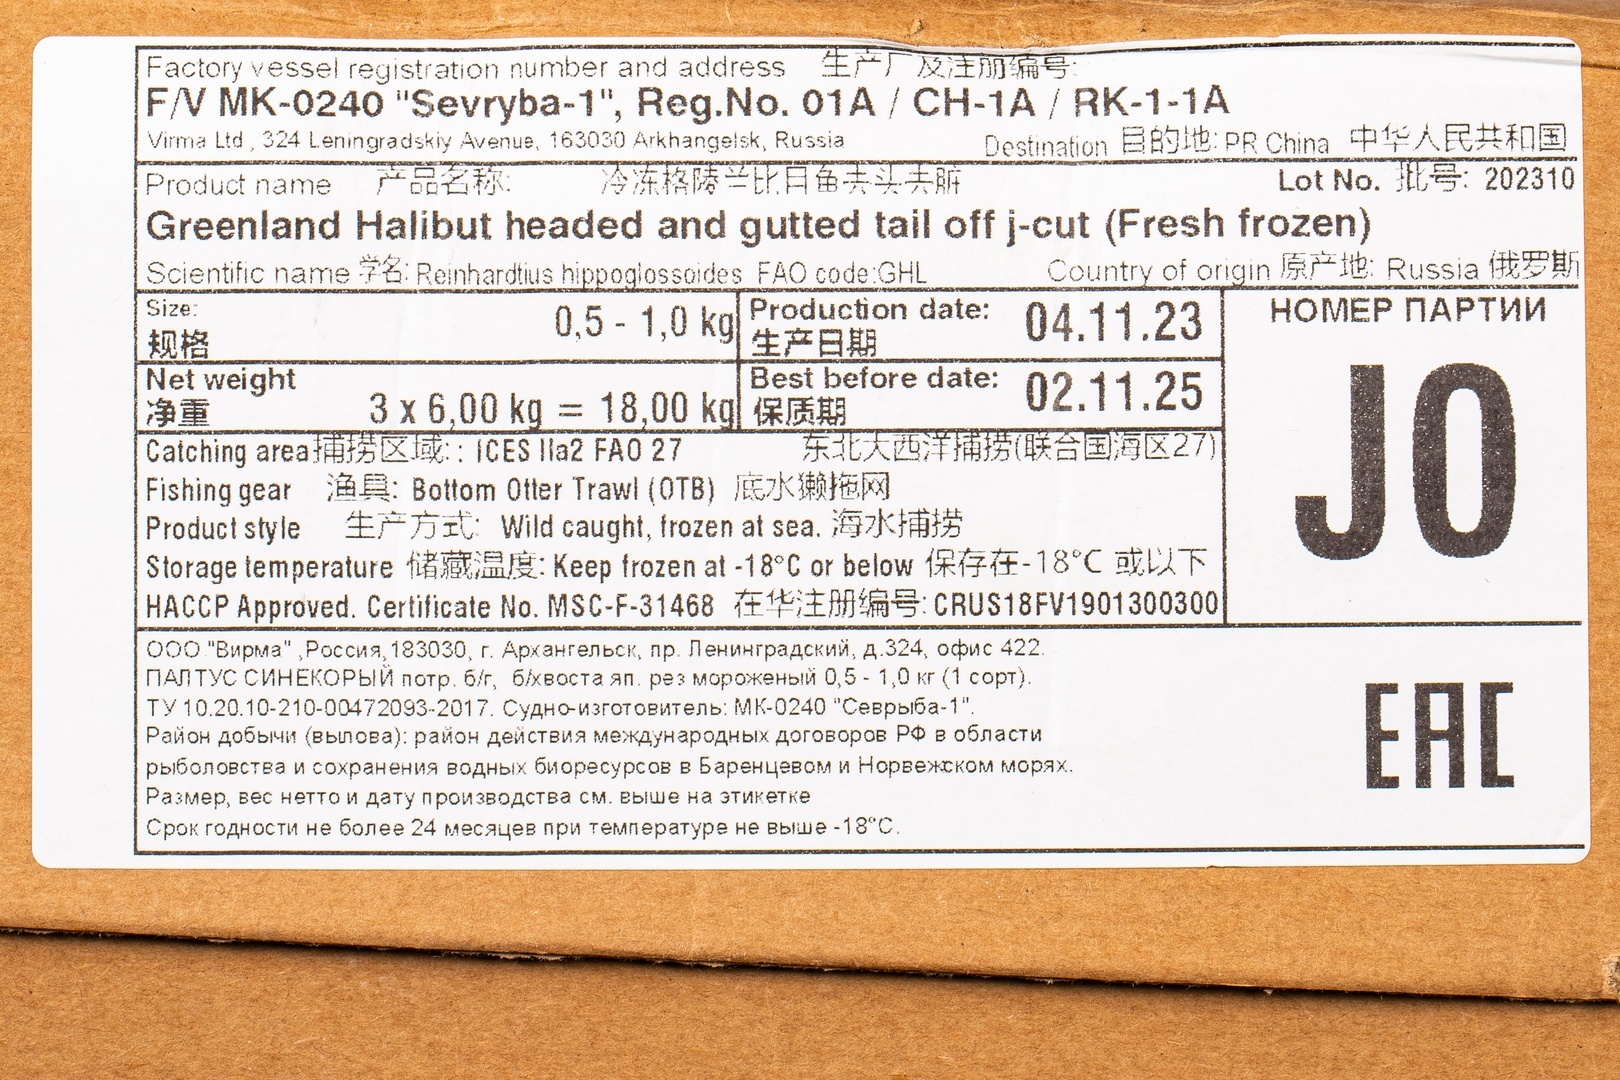 Factory vessel registration number and address 生产厂及注册编号:
F/V MK-0240 "Sevryba-1", Reg.No. 01A / CH-1A / RK-1-1A
Virma Ltd , 324 Leningradskiy Avenue, 163030 Arkhangelsk, Russia Destination 目的地: PR China 中华人民共和国
Product name 产品名称: 冷冻格陵兰比目鱼去头去脏 Lot No. 批号: 202310
Greenland Halibut headed and gutted tail off j-cut (Fresh frozen)
Scientific name 学名: Reinhardtius hippoglossoides FAO code:GHL Country of origin 原产地: Russia 俄罗斯
Size: 0,5 - 1,0 kg Production date: 04.11.23 НОМЕР ПАРТИИ
规格 生产日期
Net weight 3 x 6,00 kg = 18,00 kg Best before date: 02.11.25 JO
净重 保质期
Catching area捕捞区域: : ICES IIa2 FAO 27 东北大西洋捕捞(联合国海区27)
Fishing gear 渔具: Bottom Otter Trawl (OTB) 底水獭拖网
Product style 生产方式: Wild caught, frozen at sea. 海水捕捞
Storage temperature 储藏温度: Keep frozen at -18°C or below 保存在-18℃ 或以下
HACCP Approved. Certificate No. MSC-F-31468 在华注册编号: CRUS18FV1901300300
ООО "Вирма" ,Россия,183030, г. Архангельск, пр. Ленинградский, д.324, офис 422.
ПАЛТУС СИНЕКОРЫЙ потр. б/г, б/хвоста яп. рез мороженый 0,5 - 1,0 кг (1 сорт).
ТУ 10.20.10-210-00472093-2017. Судно-изготовитель: МК-0240 "Севрыба-1".
Район добычи (вылова): район действия международных договоров РФ в области
рыболовства и сохранения водных биоресурсов в Баренцевом и Норвежском морях.
Размер, вес нетто и дату производства см. выше на этикетке
Срок годности не более 24 месяцев при температуре не выше -18°С.
EAC